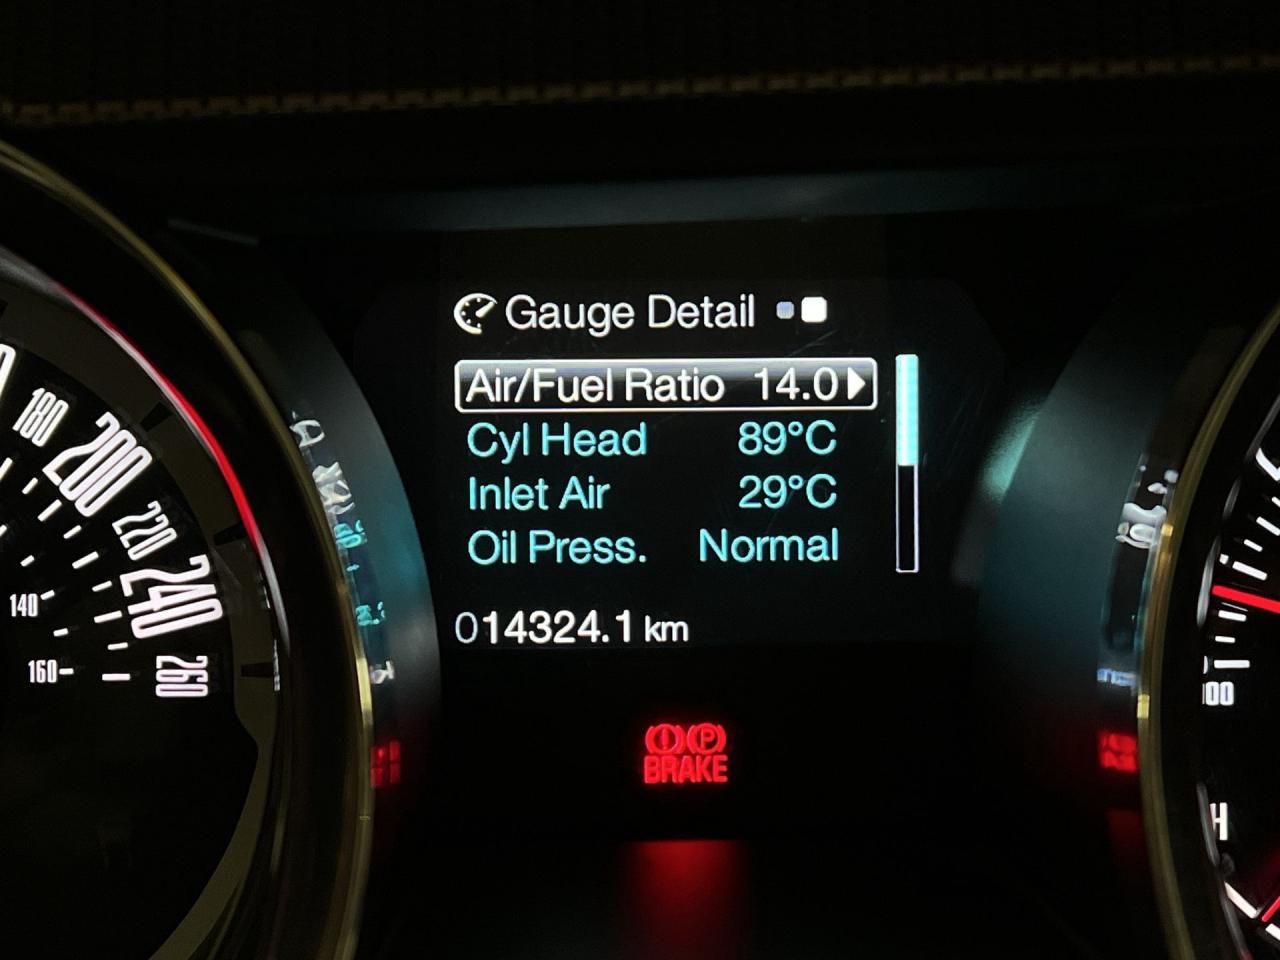 Gauge Detail
Air/Fuel Ratio 14.0
Cyl Head 89°C
Inlet Air 29°C
Oil Press. Normal
014324.1 km
P
BRAKE
180
200
220
240
260
140
160
H